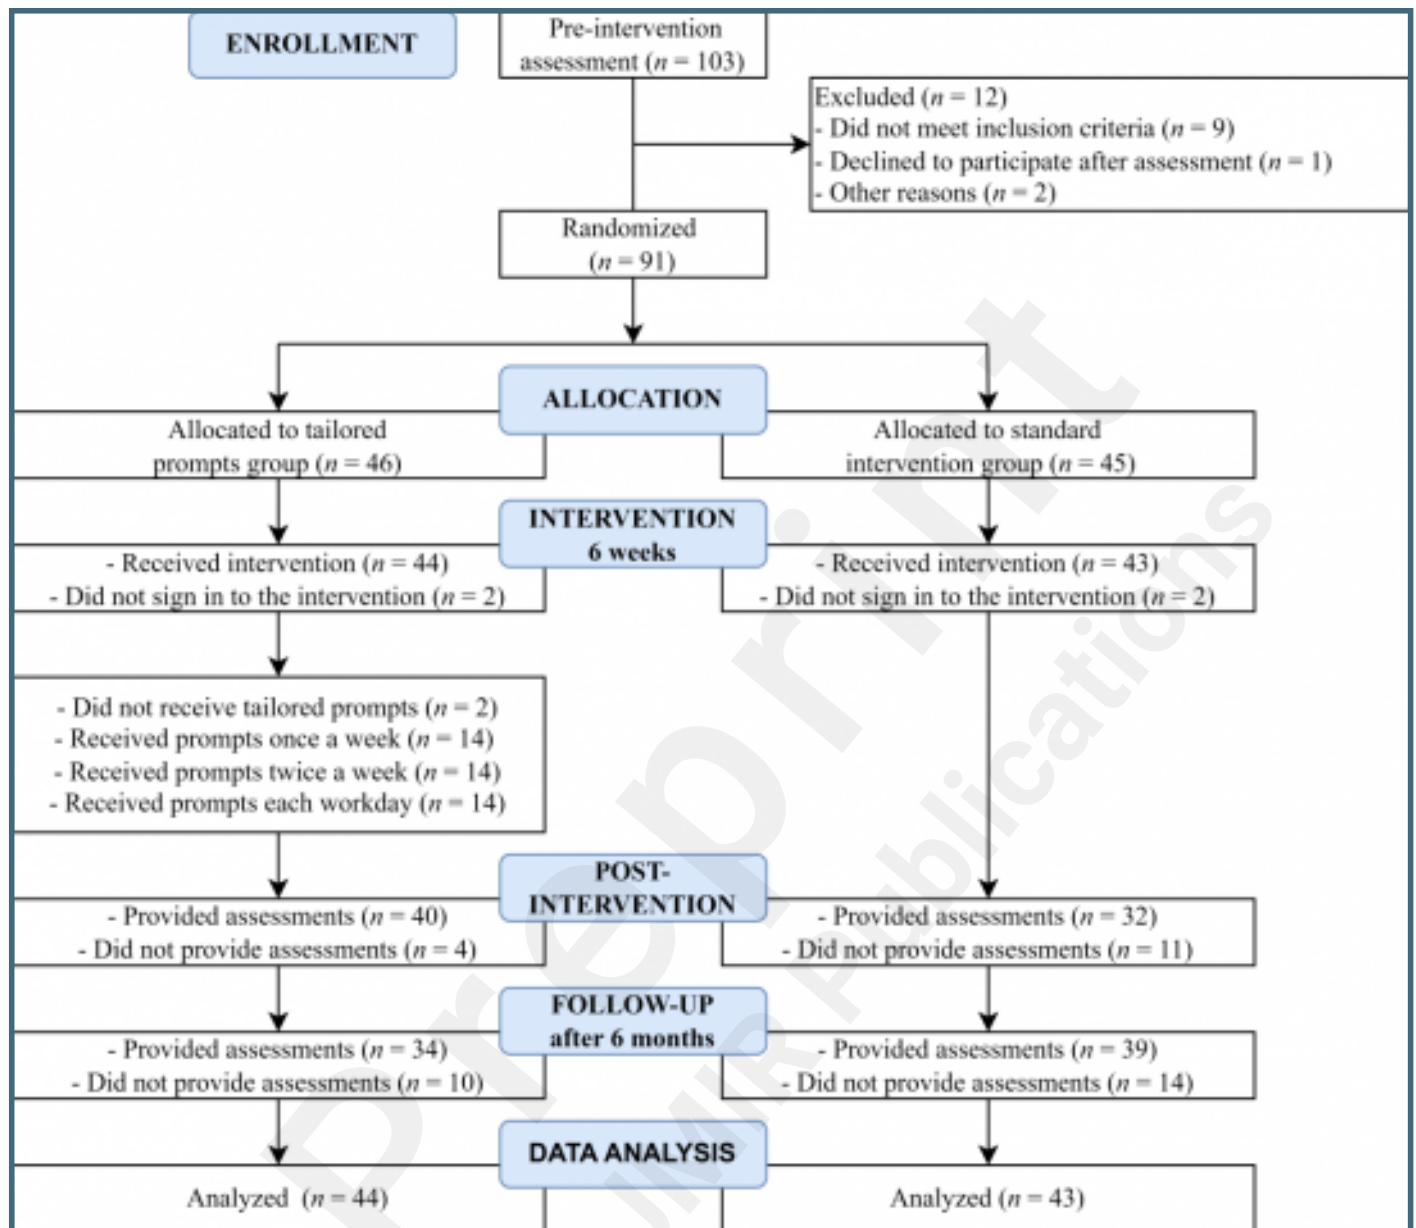 ENROLLMENT
Pre-intervention
assessment (n = 103)
Excluded (n = 12)
- Did not meet inclusion criteria (n = 9)
- Declined to participate after assessment (n = 1)
- Other reasons (n = 2)
Randomized
(n = 91)
ALLOCATION
Allocated to tailored
prompts group (n = 46)
Allocated to standard
intervention group (n = 45)
INTERVENTION
6 weeks
- Received intervention (n = 44)
- Did not sign in to the intervention (n = 2)
- Received intervention (n = 43)
- Did not sign in to the intervention (n = 2)
- Did not receive tailored prompts (n = 2)
- Received prompts once a week (n = 14)
- Received prompts twice a week (n = 14)
- Received prompts each workday (n = 14)
POST-
INTERVENTION
- Provided assessments (n = 40)
- Did not provide assessments (n = 4)
- Provided assessments (n = 32)
- Did not provide assessments (n = 11)
FOLLOW-UP
after 6 months
- Provided assessments (n = 34)
- Did not provide assessments (n = 10)
- Provided assessments (n = 39)
- Did not provide assessments (n = 14)
DATA ANALYSIS
Analyzed (n = 44)
Analyzed (n = 43)
Preprint
JMIR Publications